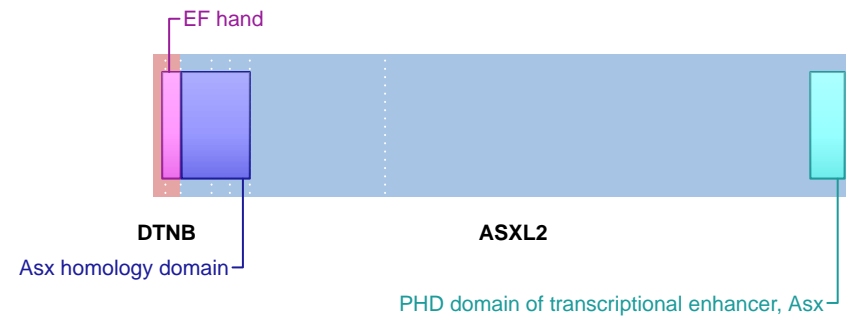 EF hand
DTNB
ASXL2
Asx homology domain
PHD domain of transcriptional enhancer, Asx